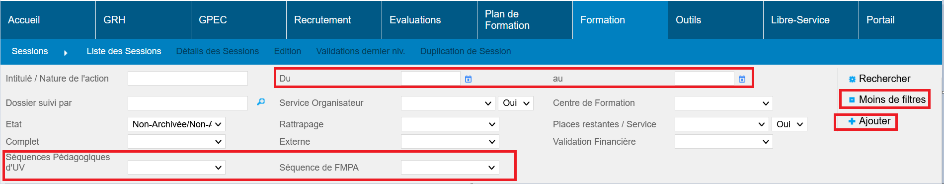 Accueil GRH GPEC Recrutement Evaluations Plan de Formation Formation Outils Libre-Service Portail
Sessions Liste des Sessions Détails des Sessions Edition Validations dernier niv. Duplication de Session
Intitulé / Nature de l'action Du au Rechercher
Dossier suivi par Service Organisateur Oui Centre de Formation Moins de filtres
Etat Non-Archivée/Non-/ Rattrapage Places restantes / Service Oui Ajouter
Complet Externe Validation Financière
Séquences Pédagogiques
d'UV Séquence de FMPA